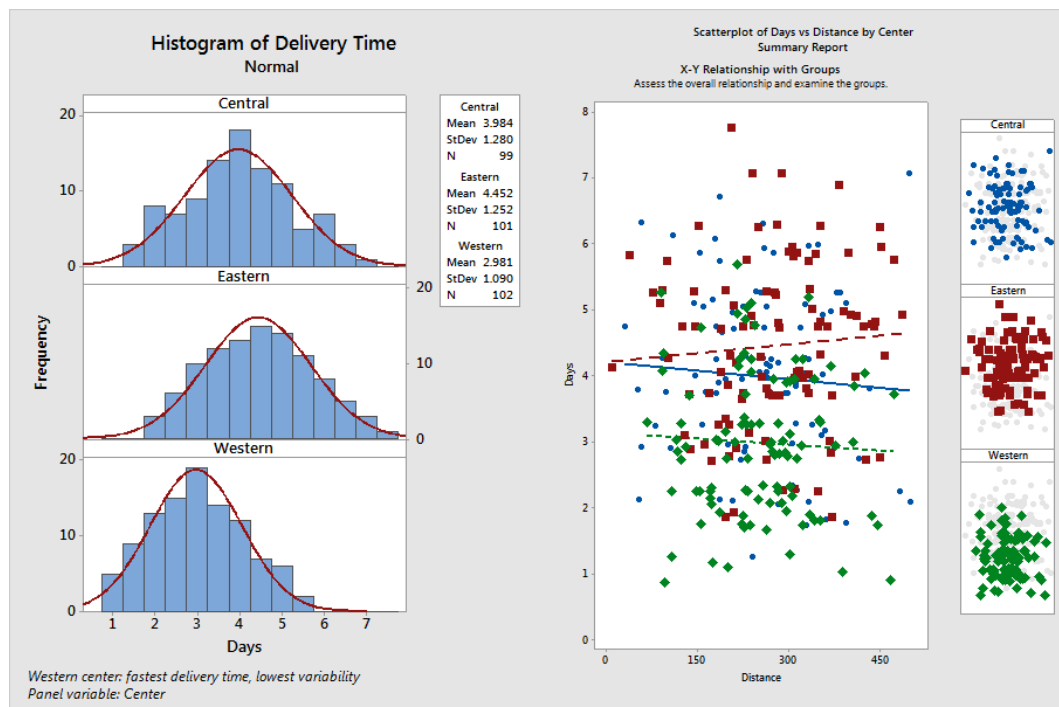 Histogram of Delivery Time
Normal
Central
20
10
0
Eastern
20
10
0
Western
20
10
0
1 2 3 4 5 6 7
Days
Frequency
Central
Mean 3.984
StDev 1.280
N 99
Eastern
Mean 4.452
StDev 1.252
N 101
Western
Mean 2.981
StDev 1.090
N 102
Western center: fastest delivery time, lowest variability
Panel variable: Center
Scatterplot of Days vs Distance by Center
Summary Report
X-Y Relationship with Groups
Assess the overall relationship and examine the groups.
8
7
6
5
4
3
2
1
0
Days
0 150 300 450
Distance
Central
Eastern
Western